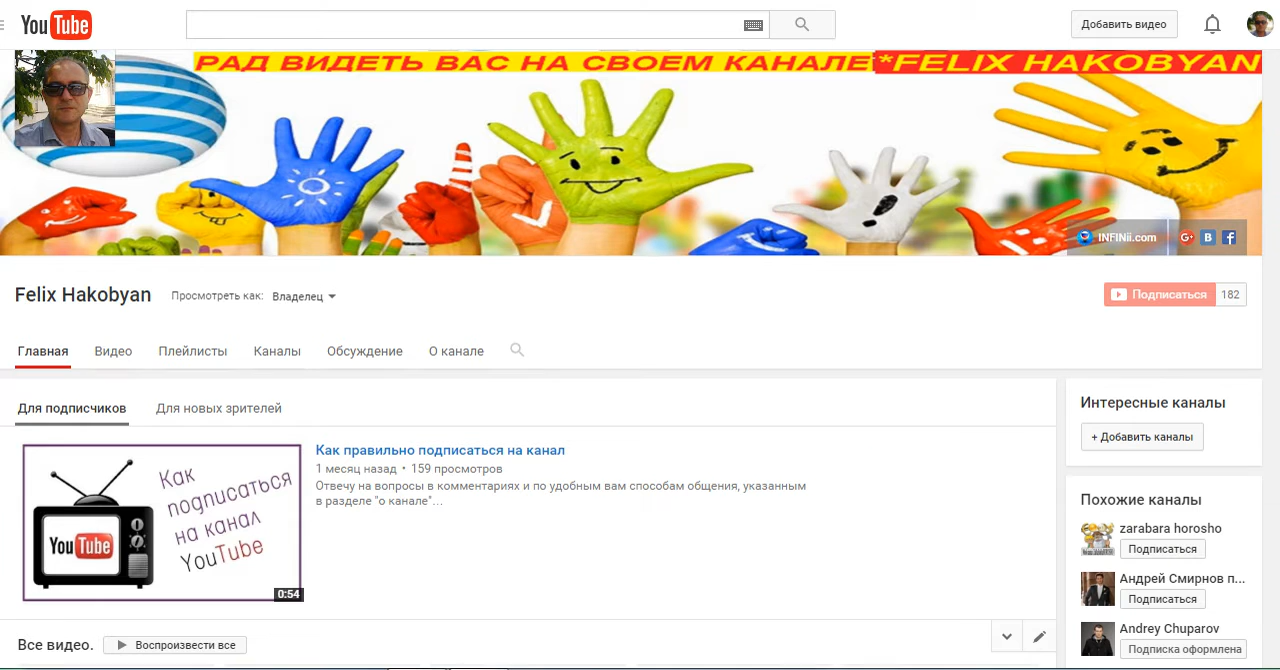 YouTube
Добавить видео
РАД ВИДЕТЬ ВАС НА СВОЕМ КАНАЛЕ *FELIX HAKOBYAN
INFINii.com
Felix Hakobyan
Просмотреть как: Владелец
Подписаться 182
Главная Видео Плейлисты Каналы Обсуждение О канале
Для подписчиков Для новых зрителей
Как
подписаться
на канал
YouTube
YouTube
0:54
Как правильно подписаться на канал
1 месяц назад • 159 просмотров
Отвечу на вопросы в комментариях и по удобным вам способам общения, указанным
в разделе "о канале"...
Все видео. Воспроизвести все
Интересные каналы
+ Добавить каналы
Похожие каналы
zarabara horosho
Подписаться
Андрей Смирнов п...
Подписаться
Andrey Chuparov
Подписка оформлена